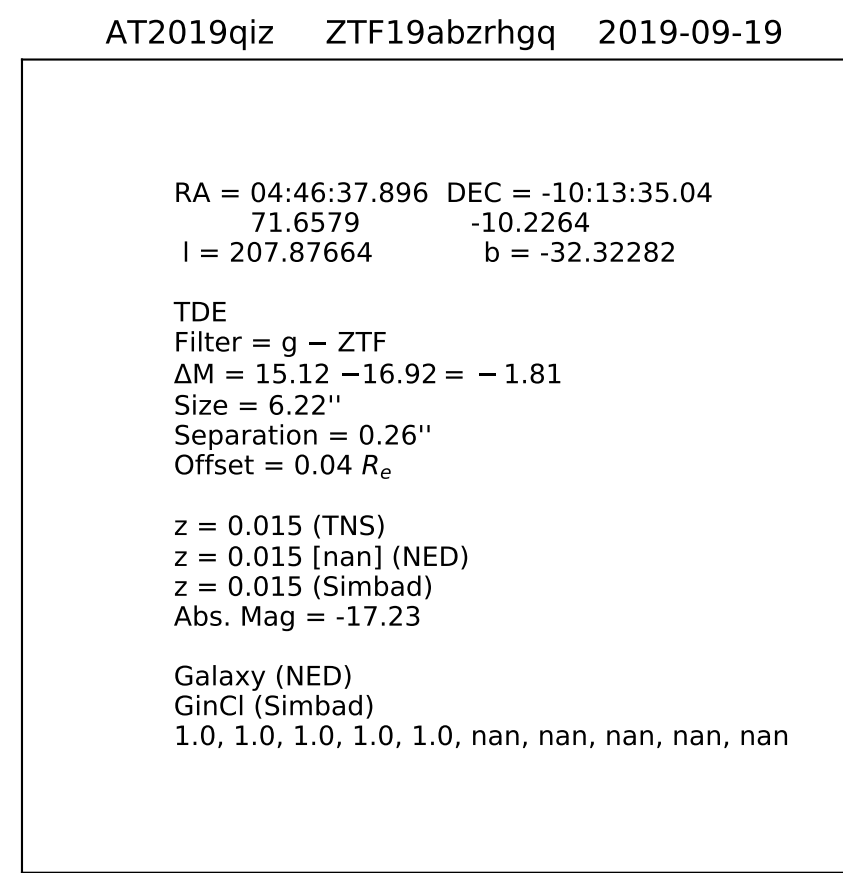 AT2019qiz ZTF19abzrhgq 2019-09-19
RA = 04:46:37.896 DEC = -10:13:35.04
71.6579 -10.2264
l = 207.87664 b = -32.32282
TDE
Filter = g − ZTF
ΔM = 15.12 −16.92 = − 1.81
Size = 6.22''
Separation = 0.26''
Offset = 0.04 Rₑ
z = 0.015 (TNS)
z = 0.015 [nan] (NED)
z = 0.015 (Simbad)
Abs. Mag = -17.23
Galaxy (NED)
GinCl (Simbad)
1.0, 1.0, 1.0, 1.0, 1.0, nan, nan, nan, nan, nan